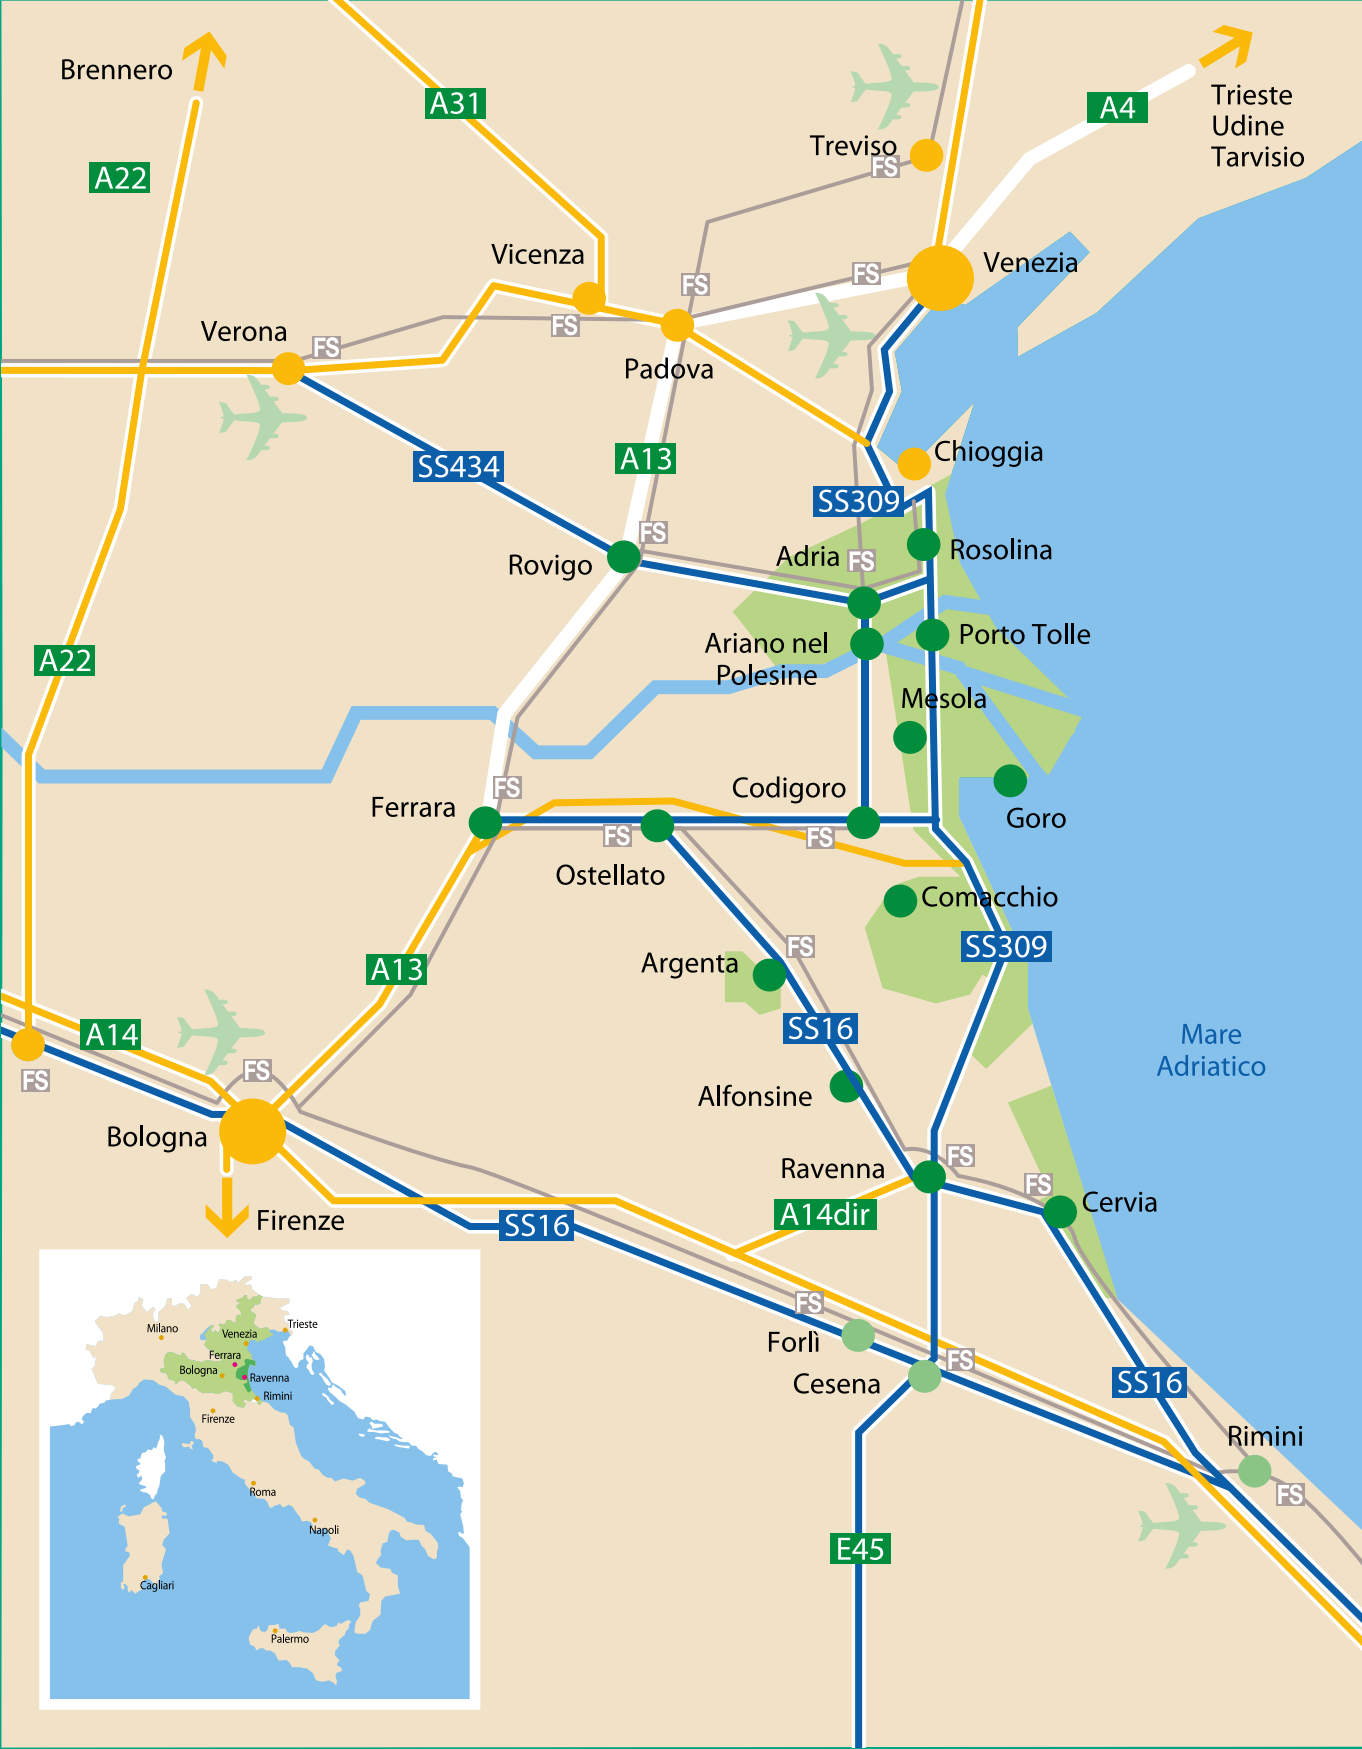 Brennero
A31
A4
Trieste
Udine
Tarvisio
A22
Treviso
FS
Vicenza
Venezia
FS
FS
Verona
FS
FS
Padova
Chioggia
SS434
A13
SS309
FS
Rovigo
Adria
FS
Rosolina
Ariano nel
Polesine
Porto Tolle
A22
Mesola
FS
Codigoro
Ferrara
Goro
FS
FS
Ostellato
Comacchio
FS
SS309
Argenta
A13
A14
SS16
Mare
Adriatico
FS
FS
Alfonsine
Bologna
Ravenna
FS
FS
Cervia
A14dir
Firenze
SS16
FS
Forlì
FS
Cesena
SS16
Rimini
FS
E45
Milano
Trieste
Venezia
Ferrara
Bologna
Ravenna
Rimini
Firenze
Roma
Napoli
Cagliari
Palermo